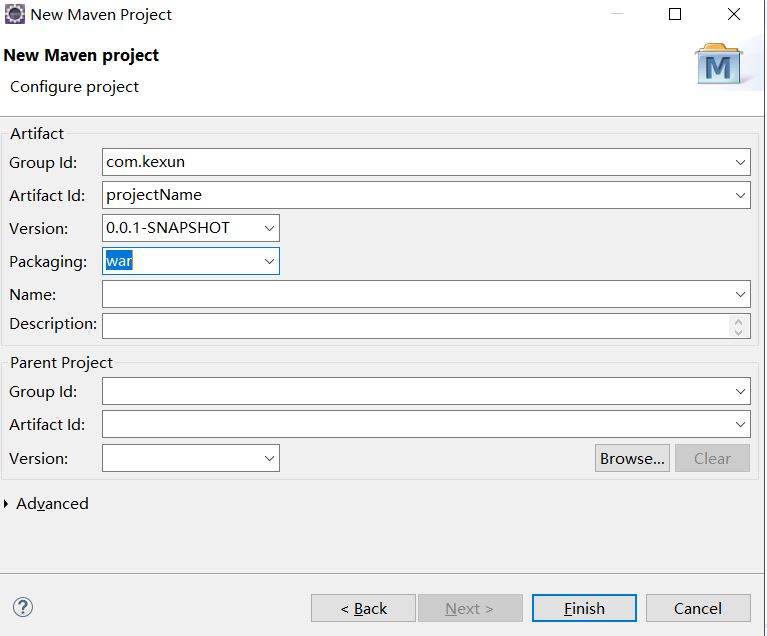 New Maven Project
New Maven project
Configure project
M
Artifact
Group Id: com.kexun
Artifact Id: projectName
Version: 0.0.1-SNAPSHOT
Packaging: war
Name:
Description:
Parent Project
Group Id:
Artifact Id:
Version: Browse... Clear
Advanced
? < Back Next > Finish Cancel